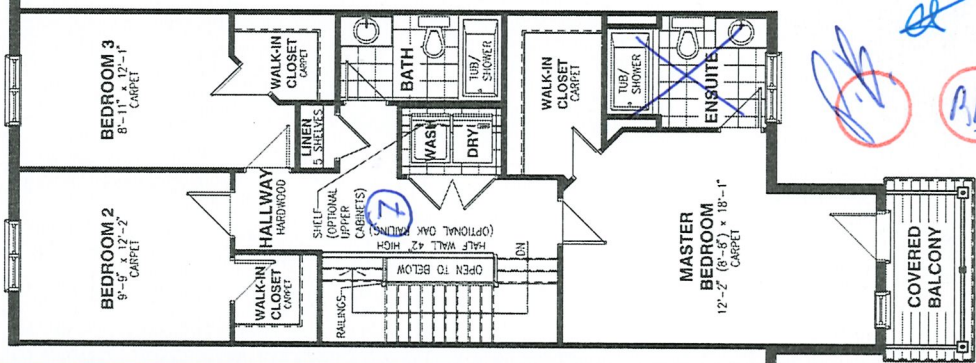 BEDROOM 3
8'-11" x 12'-1"
CARPET
WALK-IN
CLOSET
CARPET
BATH
TUB/
SHOWER
WALK-IN
CLOSET
CARPET
TUB/
SHOWER
ENSUITE
LINEN
5 SHELVES
WASH
DRY
BEDROOM 2
9'-9" x 12'-2"
CARPET
HALLWAY
HARDWOOD
SHELF
(OPTIONAL
UPPER
CABINETS)
7
HALF WALL 42" HIGH
(OPTIONAL OAK RAILING)
WALK-IN
CLOSET
CARPET
RAILINGS
OPEN TO BELOW
DN
MASTER
BEDROOM
12'-2" (8'-8") x 18'-1"
CARPET
COVERED
BALCONY